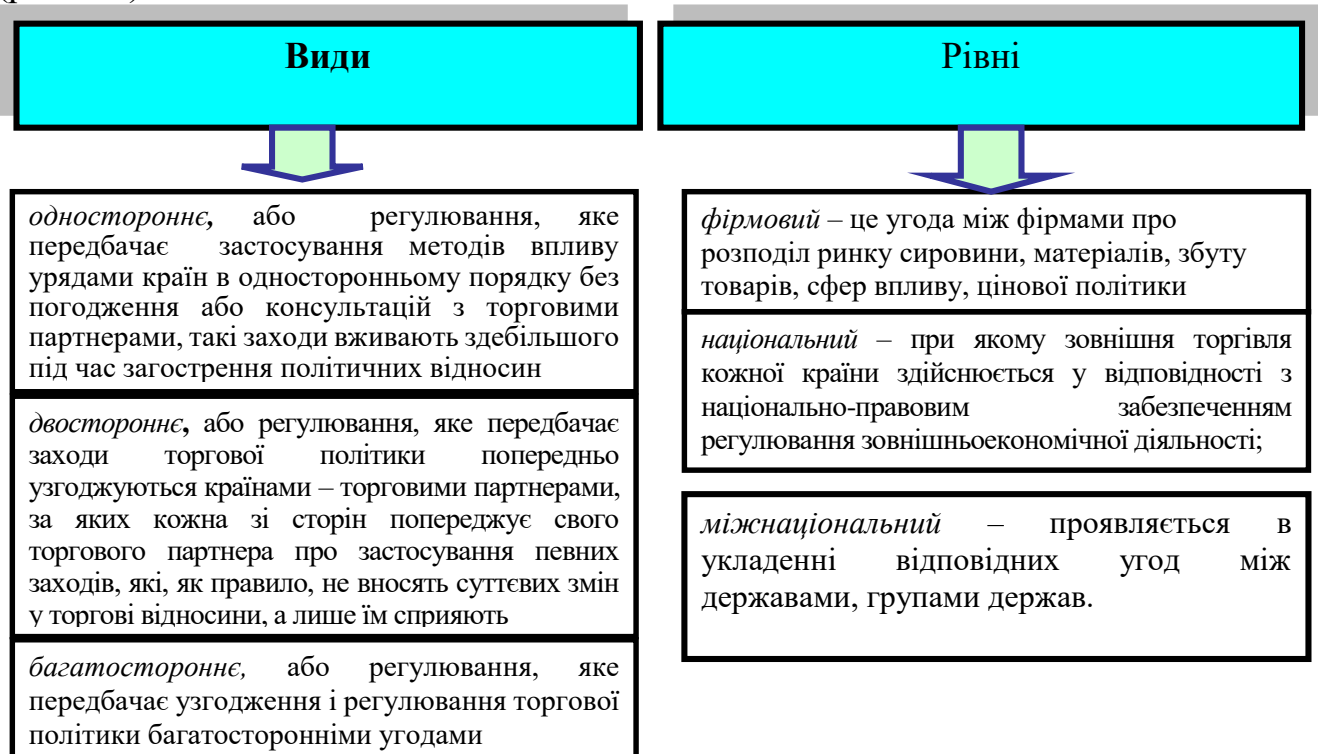 Види
одностороннє, або регулювання, яке
передбачає застосування методів впливу
урядами країн в односторонньому порядку без
погодження або консультацій з торговими
партнерами, такі заходи вживають здебільшого
під час загострення політичних відносин
двостороннє, або регулювання, яке передбачає
заходи торгової політики попередньо
узгоджуються країнами – торговими партнерами,
за яких кожна зі сторін попереджує свого
торгового партнера про застосування певних
заходів, які, як правило, не вносять суттєвих змін
у торгові відносини, а лише їм сприяють
багатостороннє, або регулювання, яке
передбачає узгодження і регулювання торгової
політики багатосторонніми угодами
Рівні
фірмовий – це угода між фірмами про
розподіл ринку сировини, матеріалів, збуту
товарів, сфер впливу, цінової політики
національний – при якому зовнішня торгівля
кожної країни здійснюється у відповідності з
національно-правовим забезпеченням
регулювання зовнішньоекономічної діяльності;
міжнаціональний – проявляється в
укладенні відповідних угод між
державами, групами держав.